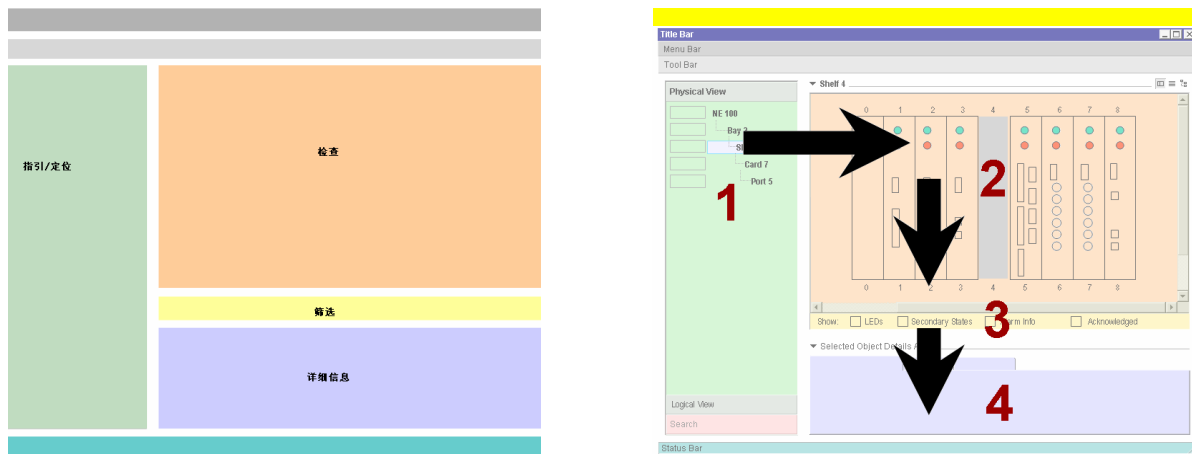 指引/定位
检查
筛选
详细信息
Title Bar
Menu Bar
Tool Bar
Physical View
NE 100
Bay
Card 7
Port 5
1
Logical View
Search
Shelf 4
0 1 2 3 4 5 6 7 8
2
0 1 2 3 4 5 6 7 8
3
Show: LEDs Secondary States Info Acknowledged
Selected Object Details
4
Status Bar